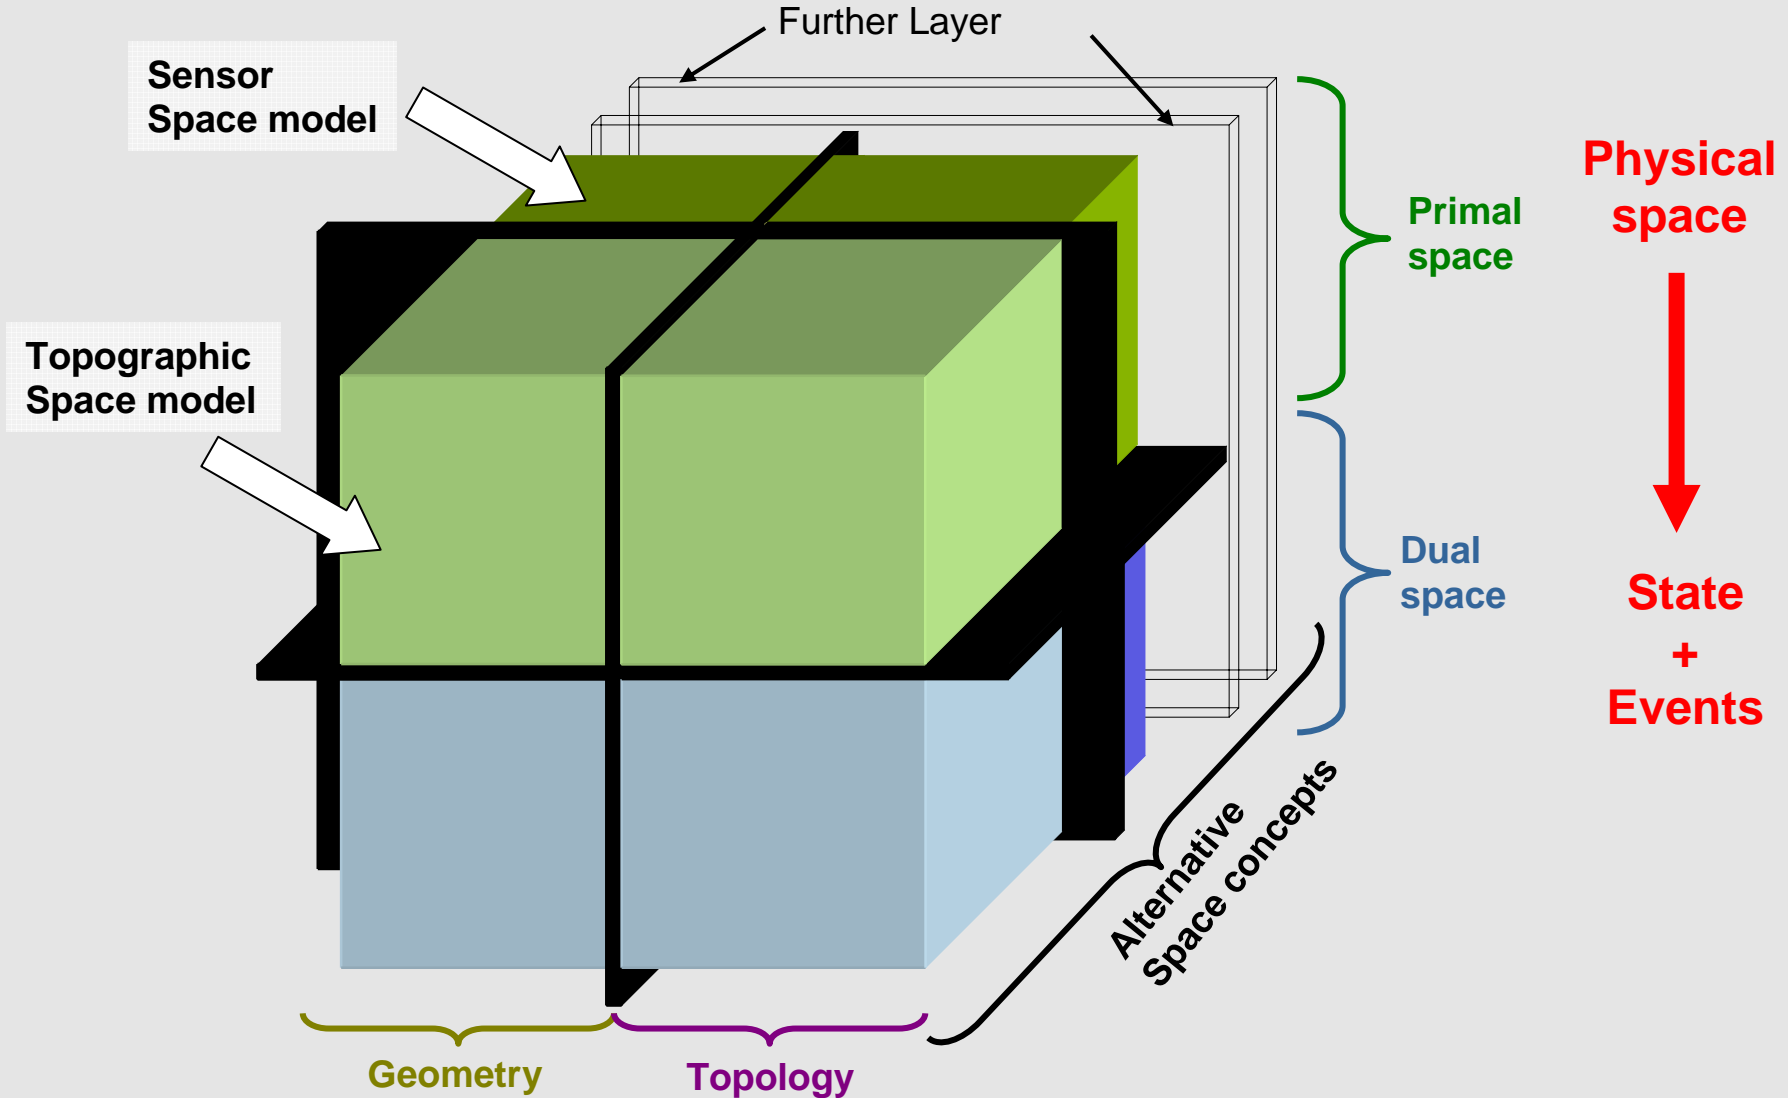 Further Layer
Sensor
Space model
Physical
space
Primal
space
Topographic
Space model
Dual
space
State
+
Events
Alternative
Space concepts
Geometry
Topology